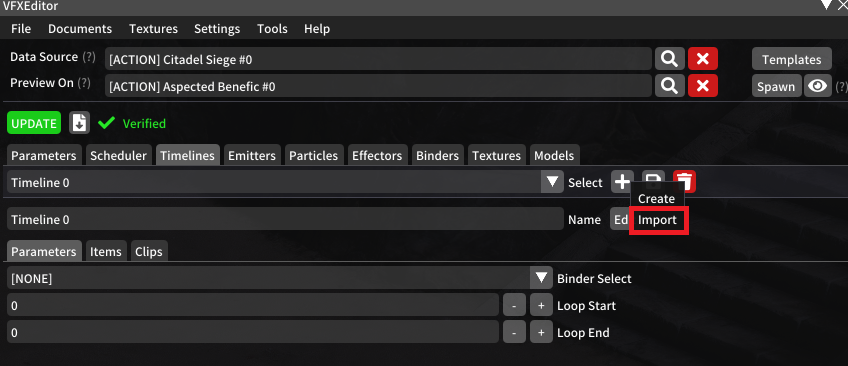 VFXEditor
File Documents Textures Settings Tools Help
Data Source (?) [ACTION] Citadel Siege #0 Templates
Preview On (?) [ACTION] Aspected Benefic #0 Spawn (?)
UPDATE Verified
Parameters Scheduler Timelines Emitters Particles Effectors Binders Textures Models
Timeline 0 Select
Create
Timeline 0 Name Ed Import
Parameters Items Clips
[NONE] Binder Select
0 - + Loop Start
0 - + Loop End